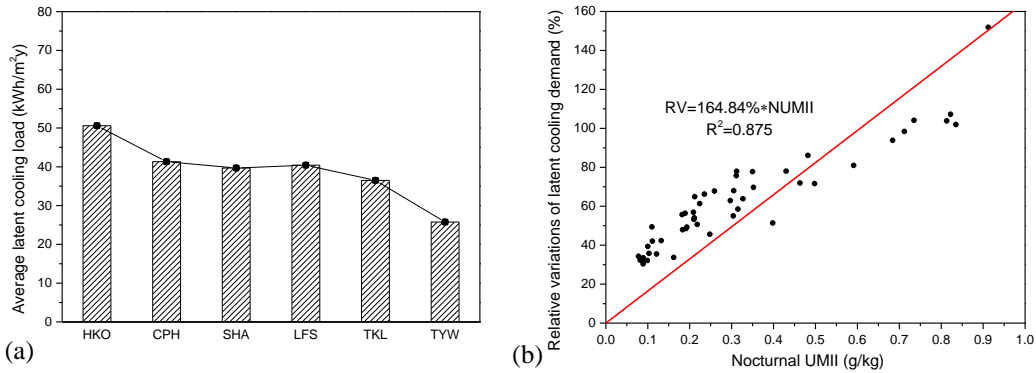 80
70
60
50
40
30
20
10
0
Average latent cooling load (kWh/m²y)
HKO CPH SHA LFS TKL TYW
(a)
160
140
120
100
80
60
40
20
0
Relative variations of latent cooling demand (%)
RV=164.84%*NUMII
R²=0.875
0.0 0.1 0.2 0.3 0.4 0.5 0.6 0.7 0.8 0.9 1.0
Nocturnal UMII (g/kg)
(b)